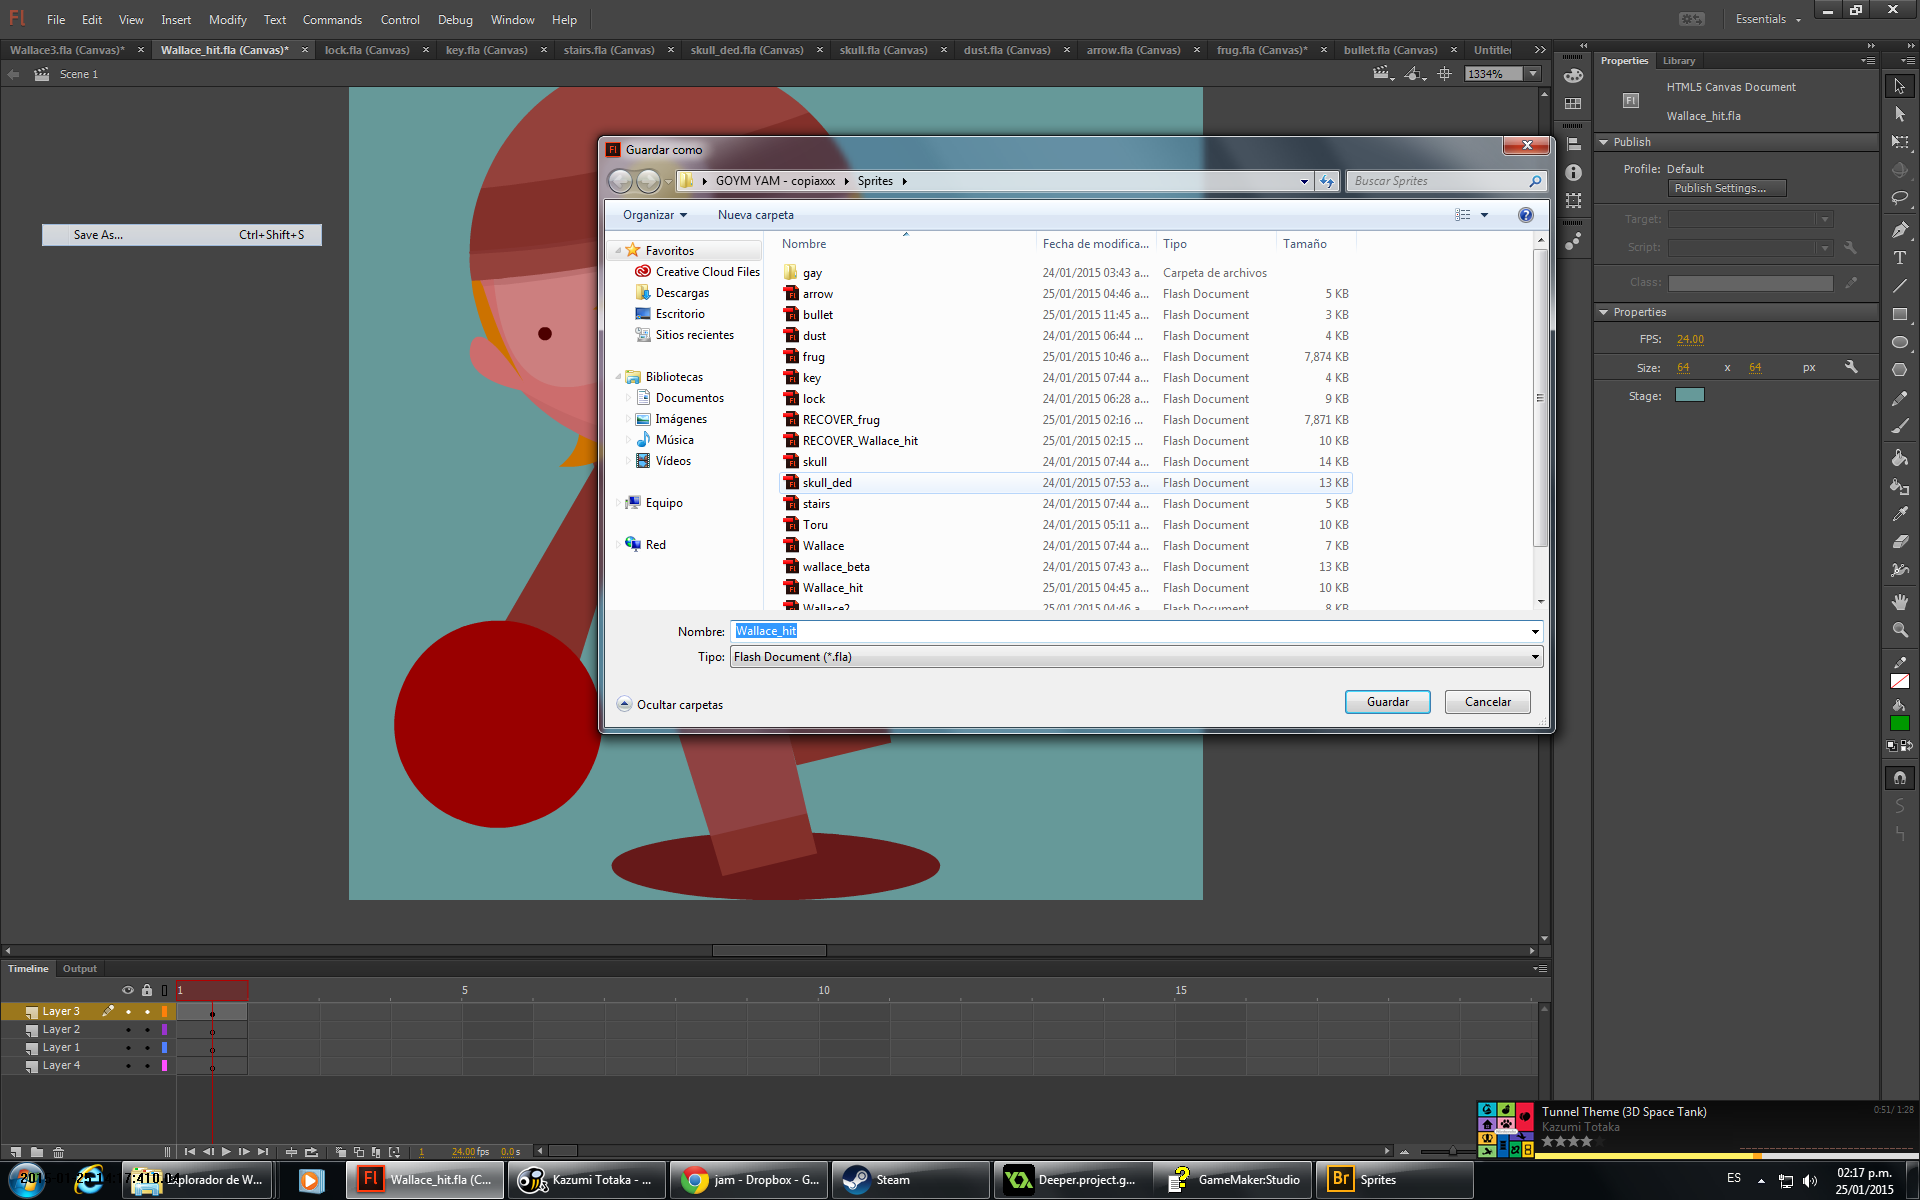 Fl File Edit View Insert Modify Text Commands Control Debug Window Help Essentials
Wallace3.fla (Canvas)* × Wallace_hit.fla (Canvas)* × lock.fla (Canvas) × key.fla (Canvas) × stairs.fla (Canvas) × skull_ded.fla (Canvas) × skull.fla (Canvas) × dust.fla (Canvas) × arrow.fla (Canvas) × frug.fla (Canvas)* × bullet.fla (Canvas) × Untitle
Scene 1 1334%
Save As... Ctrl+Shift+S
Guardar como
GOYM YAM - copiaxxx Sprites Buscar Sprites
Organizar Nueva carpeta
Nombre Fecha de modifica... Tipo Tamaño
Favoritos
Creative Cloud Files
Descargas
Escritorio
Sitios recientes
Bibliotecas
Documentos
Imágenes
Música
Vídeos
Equipo
Red
gay 24/01/2015 03:43 a... Carpeta de archivos
arrow 25/01/2015 04:46 a... Flash Document 5 KB
bullet 25/01/2015 11:45 a... Flash Document 3 KB
dust 24/01/2015 06:44 ... Flash Document 4 KB
frug 25/01/2015 10:46 a... Flash Document 7,874 KB
key 24/01/2015 07:44 a... Flash Document 4 KB
lock 24/01/2015 06:28 a... Flash Document 9 KB
RECOVER_frug 25/01/2015 02:16 ... Flash Document 7,871 KB
RECOVER_Wallace_hit 25/01/2015 02:15 ... Flash Document 10 KB
skull 24/01/2015 07:44 a... Flash Document 14 KB
skull_ded 24/01/2015 07:53 a... Flash Document 13 KB
stairs 24/01/2015 07:44 a... Flash Document 5 KB
Toru 24/01/2015 05:11 a... Flash Document 10 KB
Wallace 24/01/2015 07:44 a... Flash Document 7 KB
wallace_beta 24/01/2015 07:43 a... Flash Document 13 KB
Wallace_hit 25/01/2015 04:45 a... Flash Document 10 KB
Wallace2 25/01/2015 04:46 a... Flash Document 8 KB
Nombre: Wallace_hit
Tipo: Flash Document (*.fla)
Ocultar carpetas Guardar Cancelar
Properties Library
HTML5 Canvas Document
Wallace_hit.fla
Publish
Profile: Default
Publish Settings...
Target:
Script:
Class:
Properties
FPS: 24.00
Size: 64 x 64 px
Stage:
Timeline Output
1 5 10 15
Layer 3
Layer 2
Layer 1
Layer 4
1 24.00 fps 0.0 s
Tunnel Theme (3D Space Tank) 0:51/ 1:28
Kazumi Totaka
Explorador de W... Wallace_hit.fla (C... Kazumi Totaka - ... jam - Dropbox - G... Steam Deeper.project.g... GameMaker:Studio Br Sprites ES
02:17 p.m.
25/01/2015